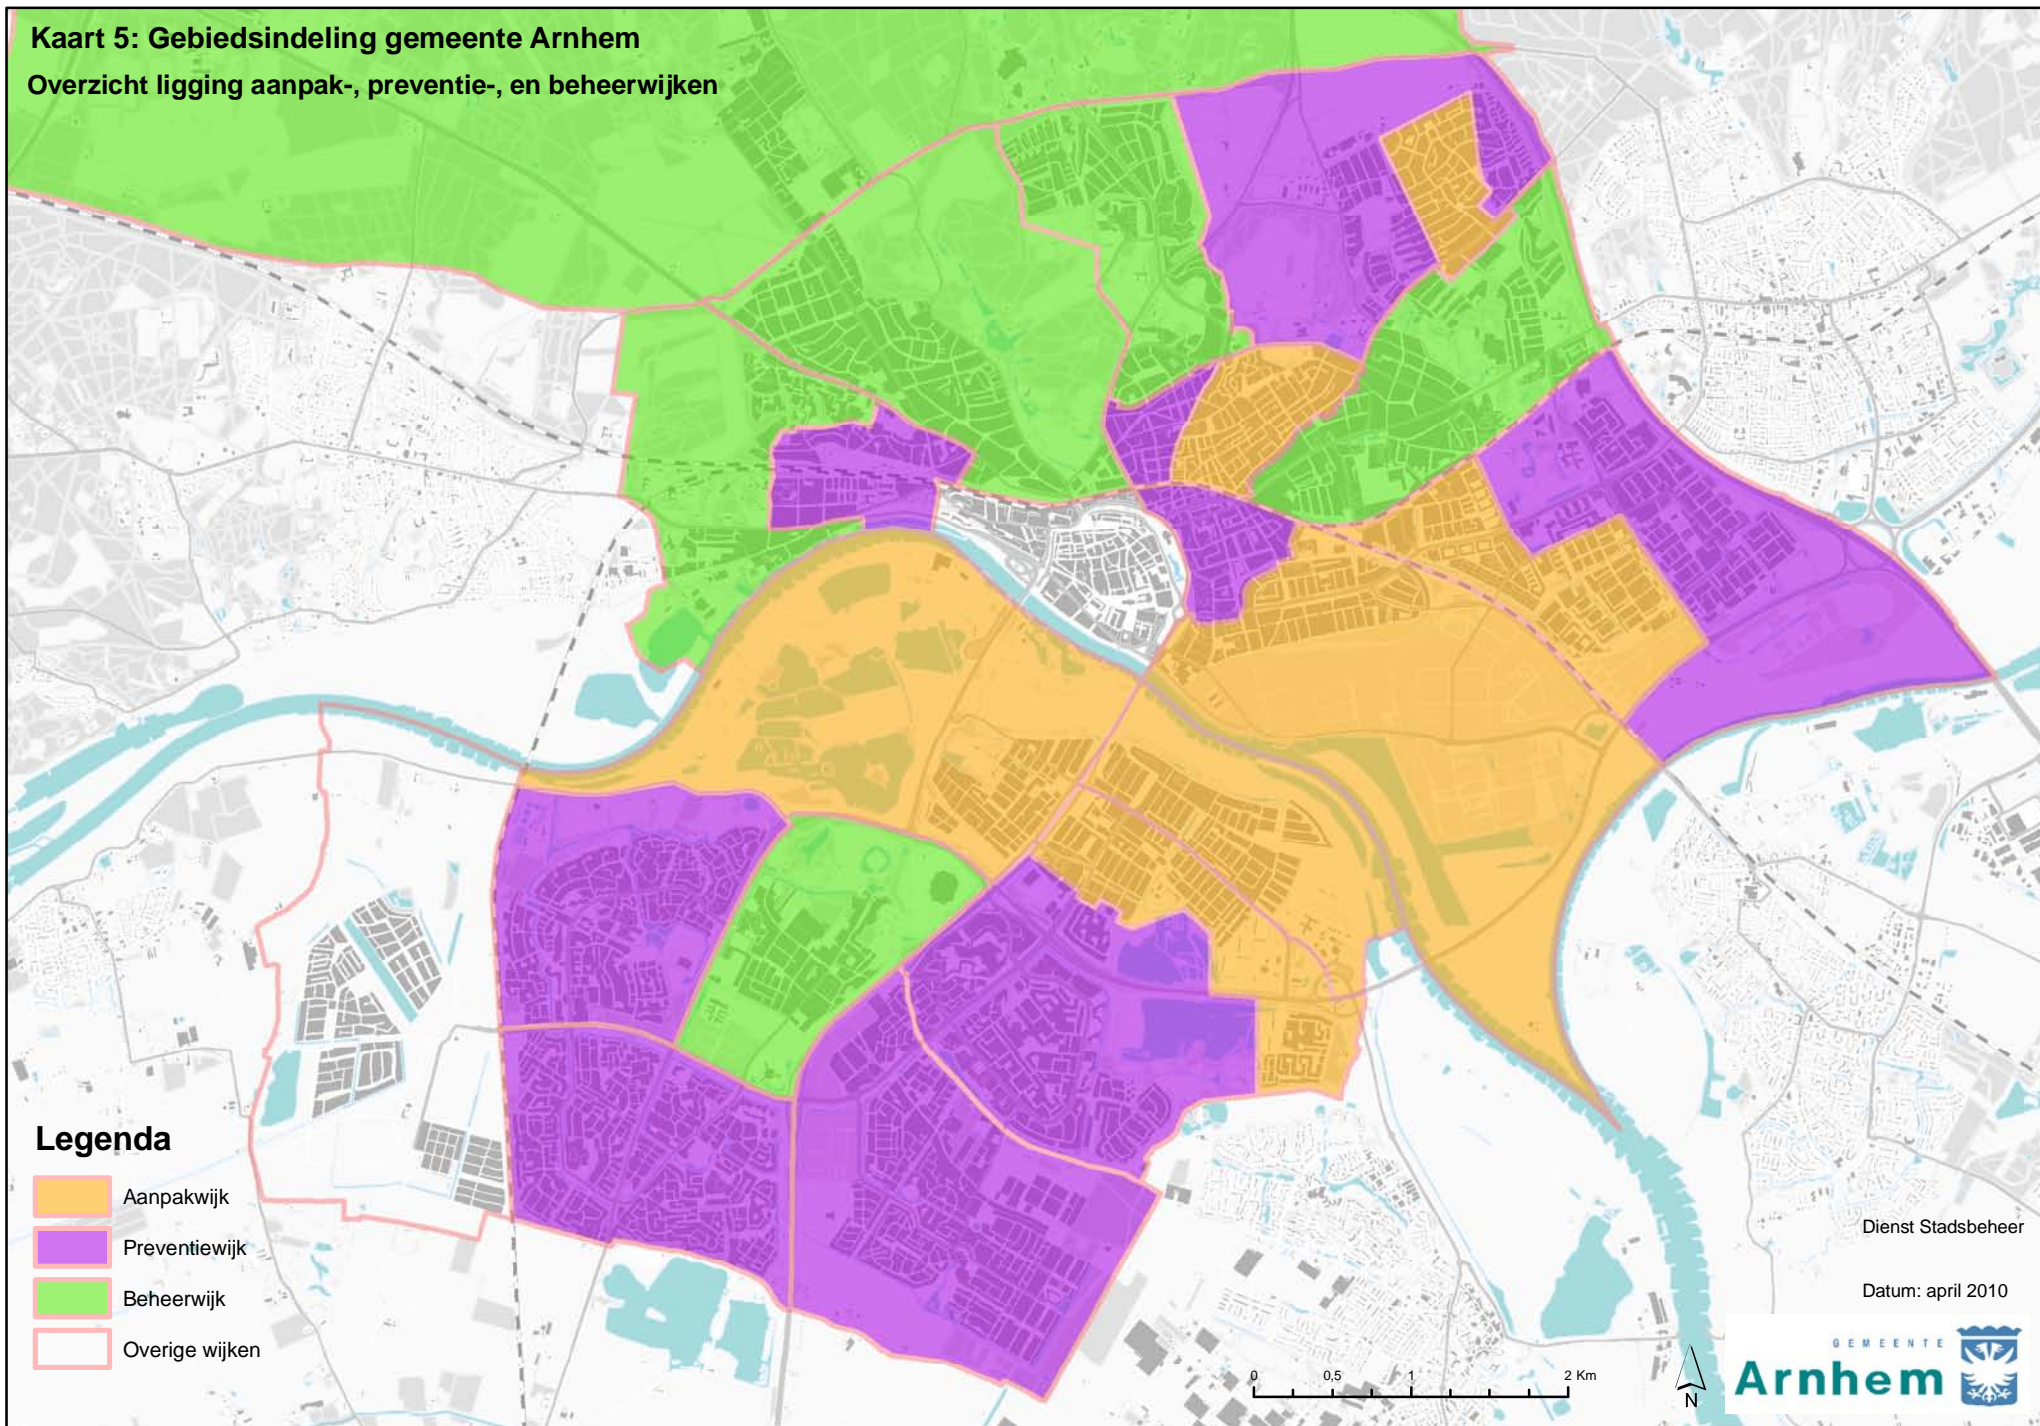 Kaart 5: Gebiedsindeling gemeente Arnhem
Overzicht ligging aanpak-, preventie-, en beheerwijken
Legenda
Aanpakwijk
Preventiewijk
Beheerwijk
Overige wijken
Dienst Stadsbeheer
Datum: april 2010
0 0,5 1 2 Km
N
GEMEENTE
Arnhem